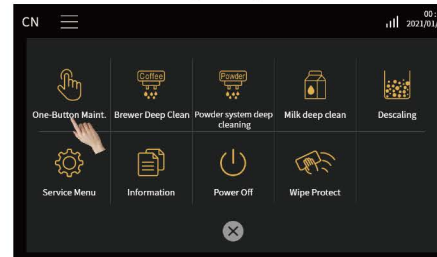 CN
00:
2021/01/
Coffee
Powder
One-Button Maint.
Brewer Deep Clean
Powder system deep
cleaning
Milk deep clean
Descaling
Service Menu
Information
Power Off
Wipe Protect